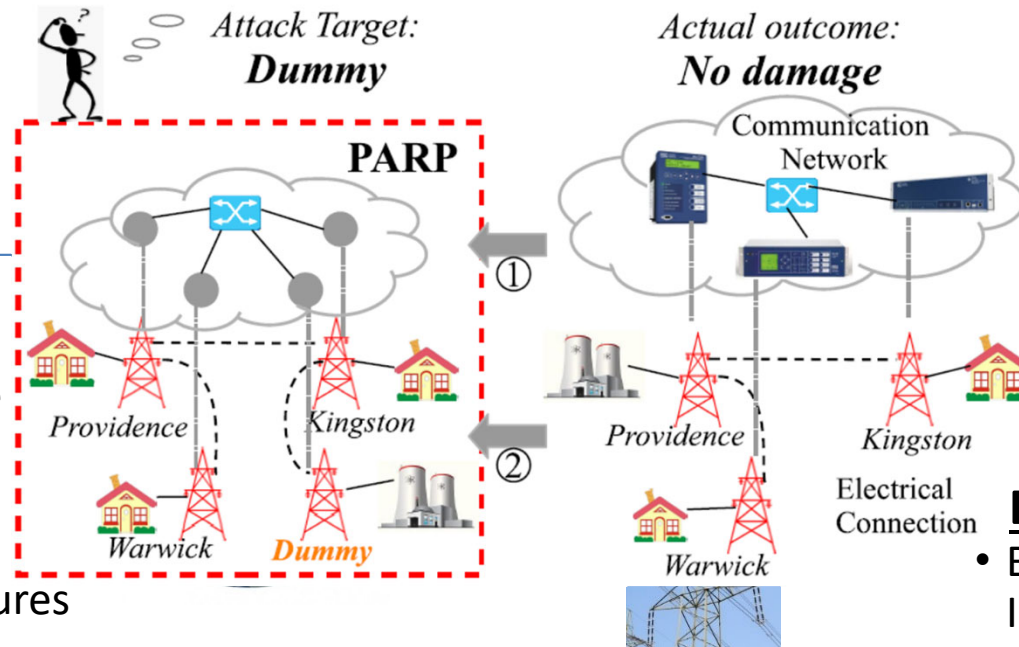 ?
Attack Target:
Dummy
Actual outcome:
No damage
PARP
Communication
Network
①
Providence
Kingston
②
Warwick
Dummy
Providence
Kingston
Electrical
Connection
Warwick
ures